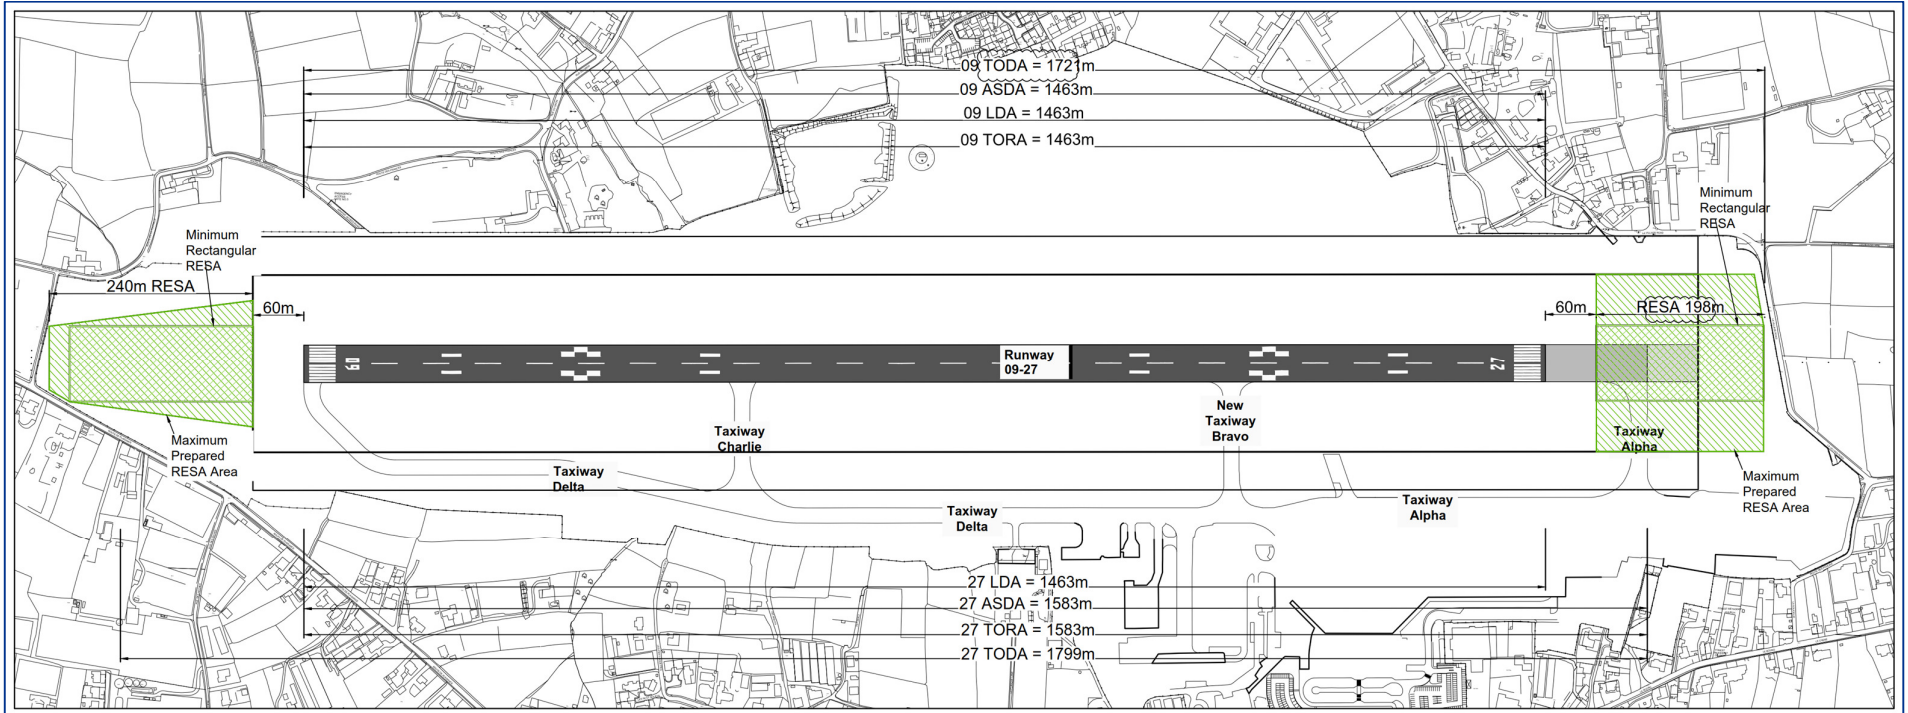 09 TODA = 1721m
09 ASDA = 1463m
09 LDA = 1463m
09 TORA = 1463m
Minimum
Rectangular
RESA
Minimum
Rectangular
RESA
240m RESA
60m
60m
RESA 198m
09
Runway
09-27
27
New
Taxiway
Bravo
Taxiway
Charlie
Taxiway
Alpha
Maximum
Prepared
RESA Area
Taxiway
Delta
Maximum
Prepared
RESA Area
Taxiway
Alpha
Taxiway
Delta
27 LDA = 1463m
27 ASDA = 1583m
27 TORA = 1583m
27 TODA = 1799m